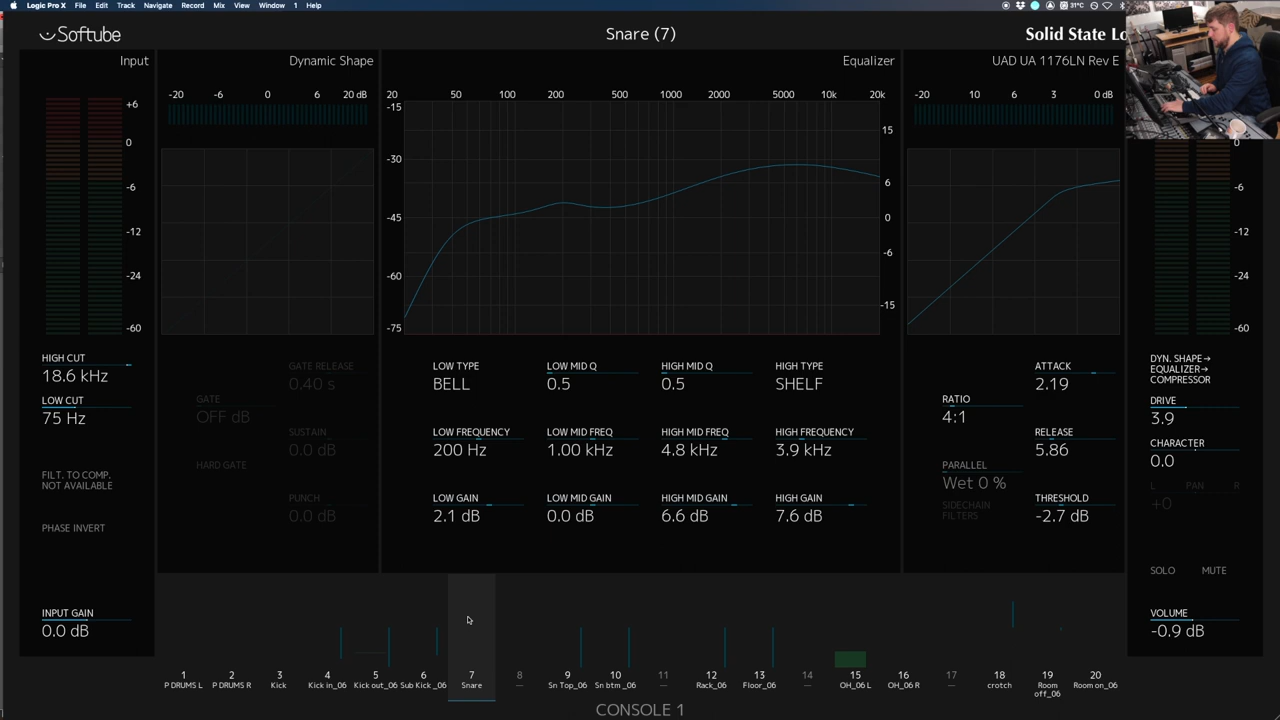 Logic Pro X File Edit Track Navigate Record Mix View Window 1 Help
31°C
Softube
Snare (7)
Solid State Lo
Input
Dynamic Shape
Equalizer
UAD UA 1176LN Rev E
-20 -6 0 6 20 dB
20 50 100 200 500 1000 2000 5000 10k 20k
-20 10 6 3 0 dB
+6
0
-6
-12
-24
-60
-15
-30
-45
-60
-75
15
6
0
-6
-15
0
-6
-12
-24
-60
HIGH CUT
18.6 kHz
LOW CUT
75 Hz
FILT. TO COMP.
NOT AVAILABLE
PHASE INVERT
INPUT GAIN
0.0 dB
GATE RELEASE
0.40 s
GATE
OFF dB
SUSTAIN
0.0 dB
HARD GATE
PUNCH
0.0 dB
LOW TYPE LOW MID Q HIGH MID Q HIGH TYPE
BELL 0.5 0.5 SHELF
LOW FREQUENCY LOW MID FREQ HIGH MID FREQ HIGH FREQUENCY
200 Hz 1.00 kHz 4.8 kHz 3.9 kHz
LOW GAIN LOW MID GAIN HIGH MID GAIN HIGH GAIN
2.1 dB 0.0 dB 6.6 dB 7.6 dB
ATTACK
2.19
RATIO
4:1
RELEASE
5.86
PARALLEL
Wet 0 %
SIDECHAIN
FILTERS
THRESHOLD
-2.7 dB
DYN. SHAPE→
EQUALIZER→
COMPRESSOR
DRIVE
3.9
CHARACTER
0.0
L PAN R
+0
SOLO MUTE
VOLUME
-0.9 dB
1 2 3 4 5 6 7 8 9 10 11 12 13 14 15 16 17 18 19 20
P DRUMS L P DRUMS R Kick Kick in_06 Kick out_06 Sub Kick _06 Snare — Sn Top_06 Sn btm _06 — Rack_06 Floor_06 — OH_06 L OH_06 R — crotch Room off_06 Room on_06
CONSOLE 1